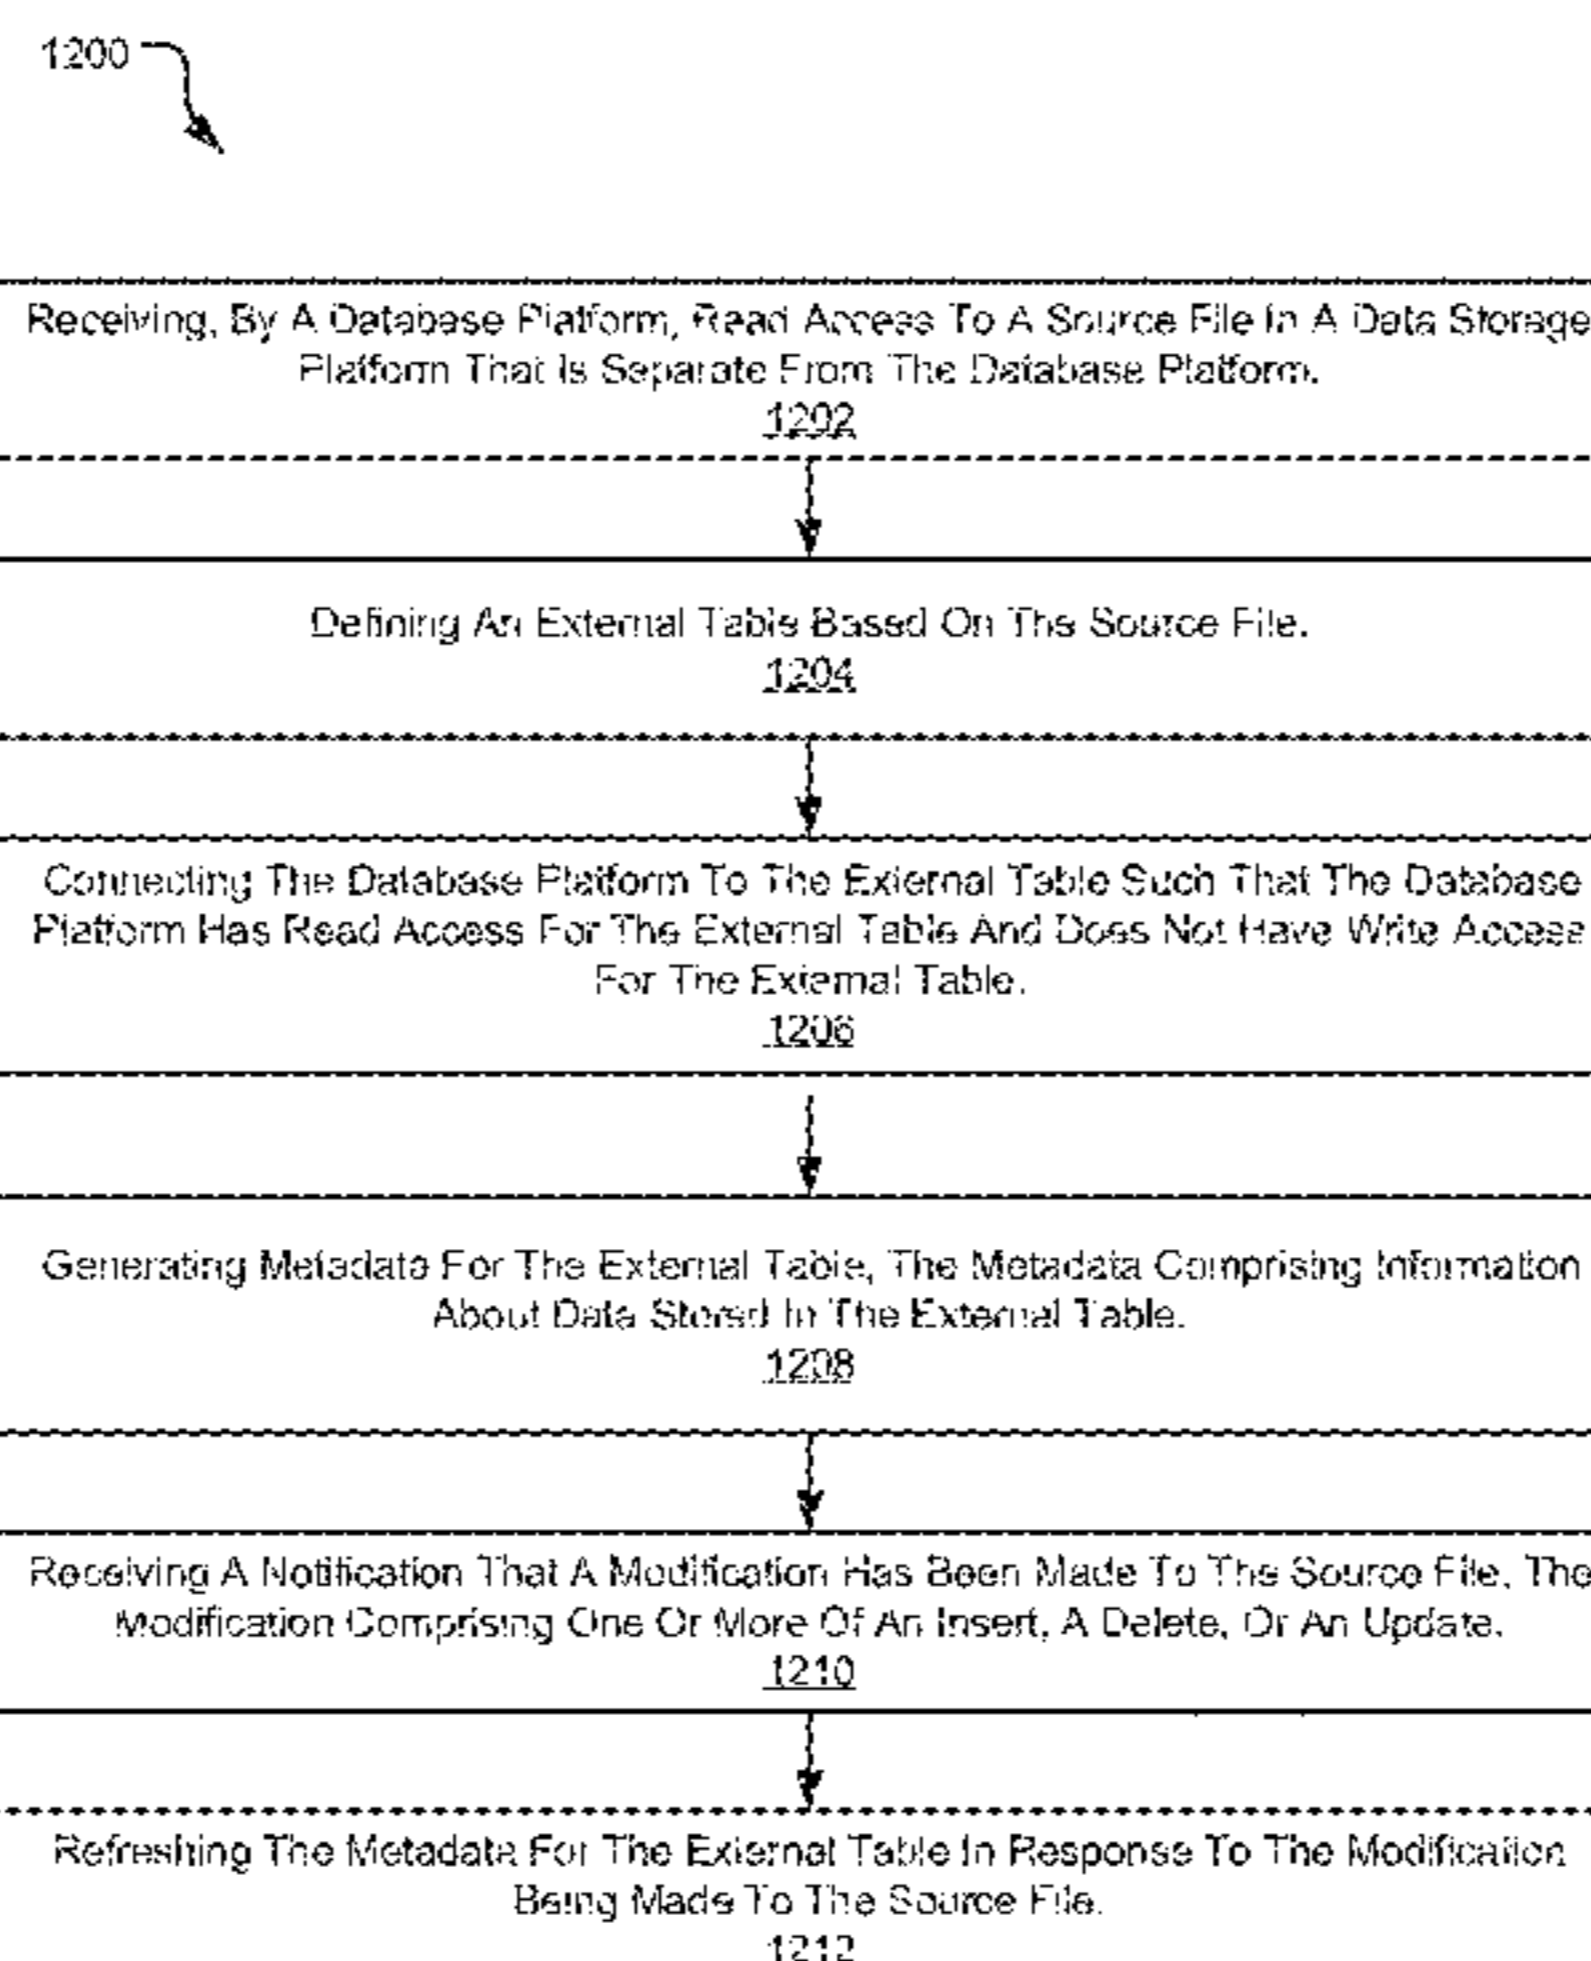 1200
Receiving, By A Database Platform, Read Access To A Source File In A Data Storage
Platform That Is Separate From The Database Platform.
1202
Defining An External Table Based On The Source File.
1204
Connecting The Database Platform To The External Table Such That The Database
Platform Has Read Access For The External Table And Does Not Have Write Access
For The External Table.
1206
Generating Metadata For The External Table, The Metadata Comprising Information
About Data Stored In The External Table.
1208
Receiving A Notification That A Modification Has Been Made To The Source File, The
Modification Comprising One Or More Of An Insert, A Delete, Or An Update.
1210
Refreshing The Metadata For The External Table In Response To The Modification
Being Made To The Source File.
1212